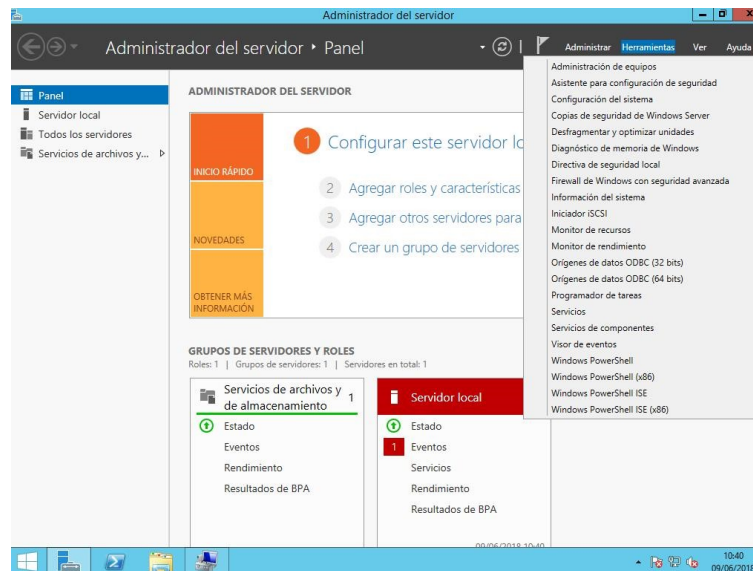 Administrador del servidor
Administrador del servidor ‣ Panel
Administrar Herramientas Ver Ayuda
Panel
Servidor local
Todos los servidores
Servicios de archivos y...
ADMINISTRADOR DEL SERVIDOR
INICIO RÁPIDO
NOVEDADES
OBTENER MÁS
INFORMACIÓN
1 Configurar este servidor lo
2 Agregar roles y características
3 Agregar otros servidores para
4 Crear un grupo de servidores
Administración de equipos
Asistente para configuración de seguridad
Configuración del sistema
Copias de seguridad de Windows Server
Desfragmentar y optimizar unidades
Diagnóstico de memoria de Windows
Directiva de seguridad local
Firewall de Windows con seguridad avanzada
Información del sistema
Iniciador iSCSI
Monitor de recursos
Monitor de rendimiento
Orígenes de datos ODBC (32 bits)
Orígenes de datos ODBC (64 bits)
Programador de tareas
Servicios
Servicios de componentes
Visor de eventos
Windows PowerShell
Windows PowerShell (x86)
Windows PowerShell ISE
Windows PowerShell ISE (x86)
GRUPOS DE SERVIDORES Y ROLES
Roles: 1 | Grupos de servidores: 1 | Servidores en total: 1
Servicios de archivos y
de almacenamiento
1
Estado
Eventos
Rendimiento
Resultados de BPA
Servidor local
Estado
1 Eventos
Servicios
Rendimiento
Resultados de BPA
09/06/2018 10:40
10:40
09/06/2018